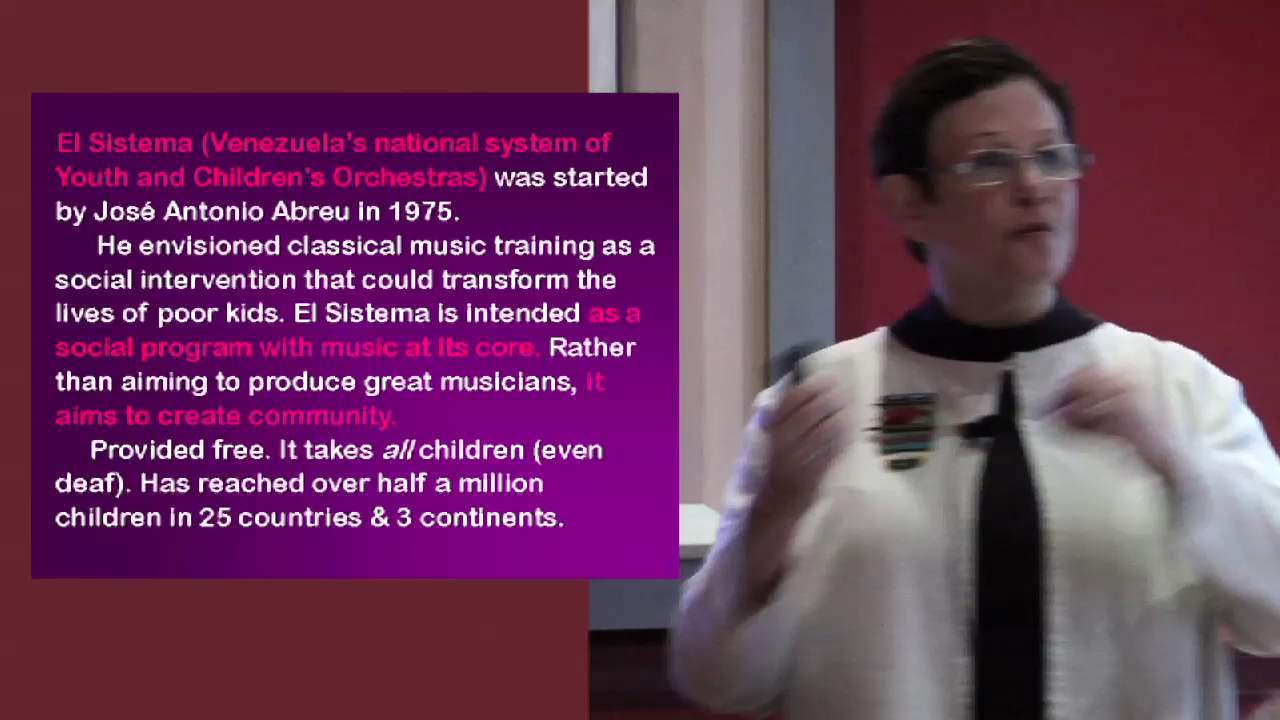 El Sistema (Venezuela's national system of
Youth and Children's Orchestras) was started
by José Antonio Abreu in 1975.
He envisioned classical music training as a
social intervention that could transform the
lives of poor kids. El Sistema is intended as a
social program with music at its core. Rather
than aiming to produce great musicians, it
aims to create community.
Provided free. It takes all children (even
deaf). Has reached over half a million
children in 25 countries & 3 continents.